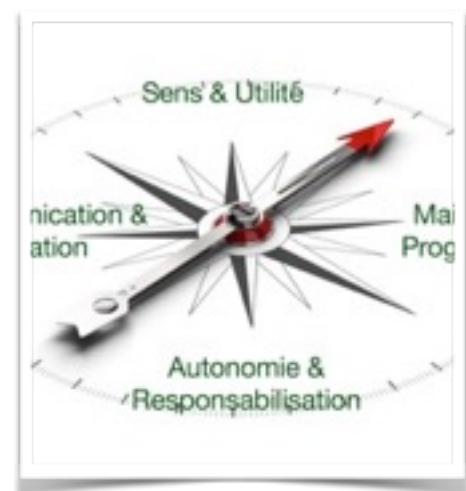 Sens & Utilité
nication &
ation
Mai
Prog
Autonomie &
Responsabilisation